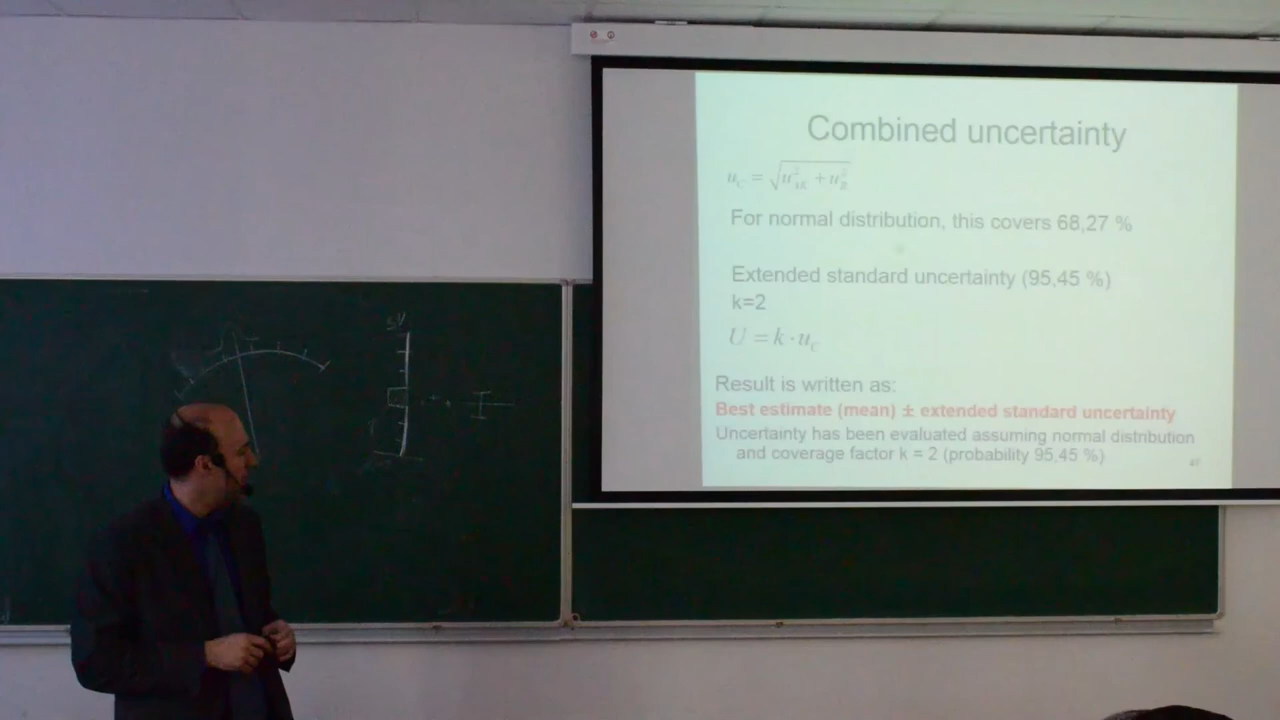 Combined uncertainty
u_C = √(u²_AK + u²_B)
For normal distribution, this covers 68,27 %
Extended standard uncertainty (95,45 %)
k=2
U = k · u_C
Result is written as:
Best estimate (mean) ± extended standard uncertainty
Uncertainty has been evaluated assuming normal distribution
and coverage factor k = 2 (probability 95,45 %)